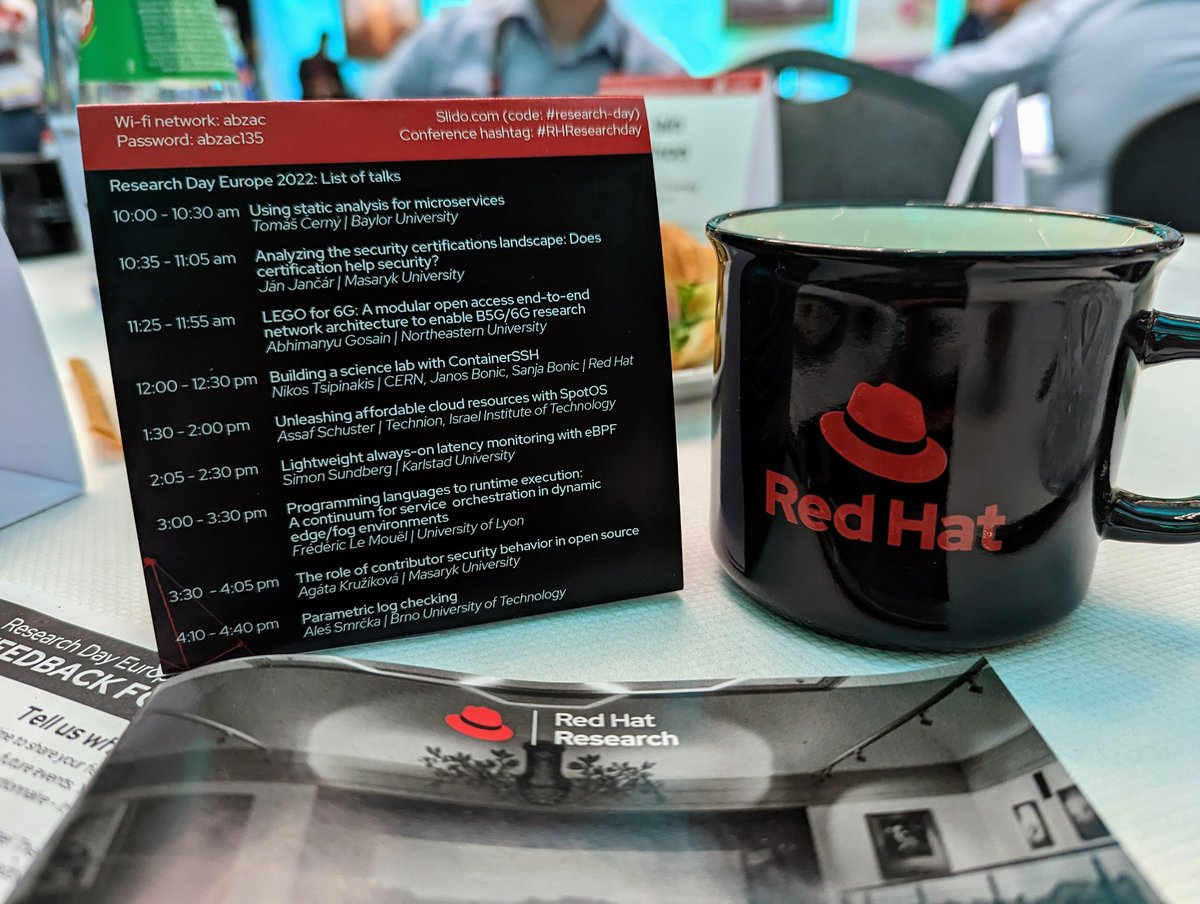 Wi-fi network: abzac
Password: abzac135
Slido.com (code: #research-day)
Conference hashtag: #RHResearchday
Research Day Europe 2022: List of talks
10:00 - 10:30 am Using static analysis for microservices
Tomáš Černý | Baylor University
10:35 - 11:05 am Analyzing the security certifications landscape: Does
certification help security?
Ján Jančár | Masaryk University
11:25 - 11:55 am LEGO for 6G: A modular open access end-to-end
network architecture to enable B5G/6G research
Abhimanyu Gosain | Northeastern University
12:00 - 12:30 pm Building a science lab with ContainerSSH
Nikos Tsipinakis | CERN, Janos Bonic, Sanja Bonic | Red Hat
1:30 - 2:00 pm Unleashing affordable cloud resources with SpotOS
Assaf Schuster | Technion, Israel Institute of Technology
2:05 - 2:30 pm Lightweight always-on latency monitoring with eBPF
Simon Sundberg | Karlstad University
3:00 - 3:30 pm Programming languages to runtime execution:
A continuum for service orchestration in dynamic
edge/fog environments
Frédéric Le Mouël | University of Lyon
3:30 - 4:05 pm The role of contributor security behavior in open source
Agáta Kružíková | Masaryk University
4:10 - 4:40 pm Parametric log checking
Aleš Smrčka | Brno University of Technology
Red Hat
Research Day Euro
EEDBACK FO
Tell us wh
to share your
future events.
Red Hat
Research